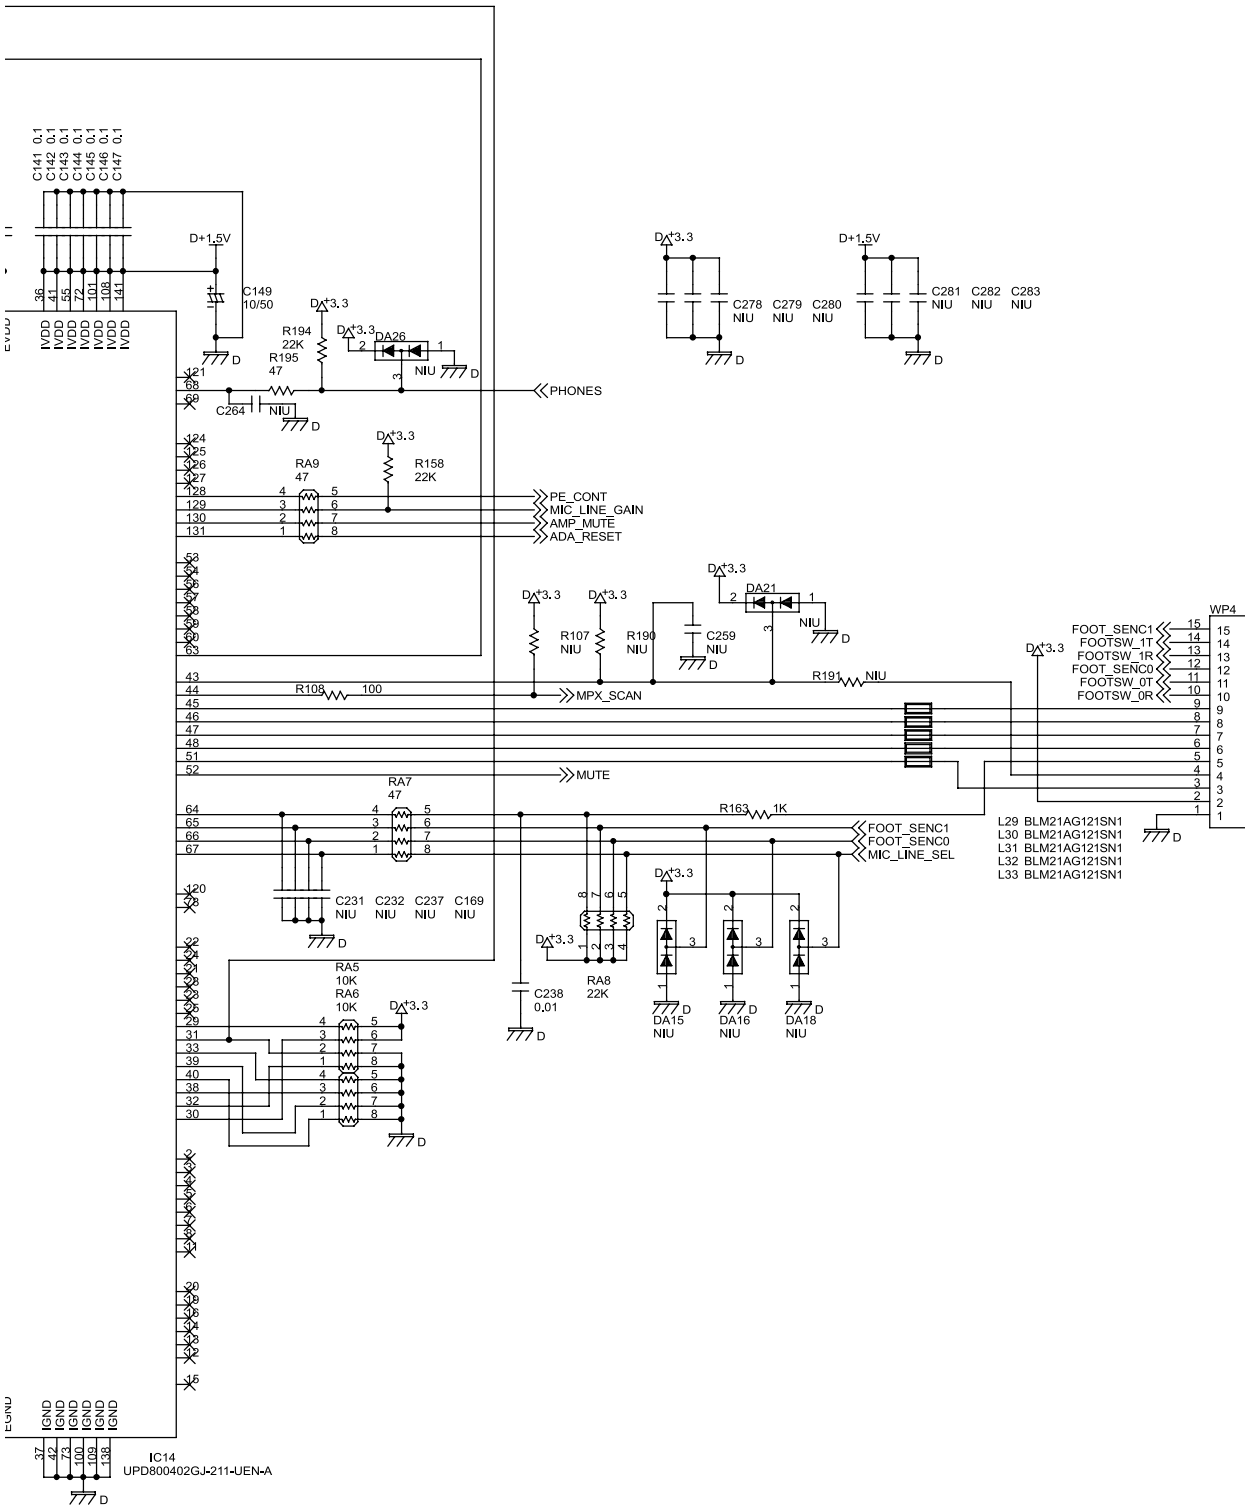 C141 0.1
C142 0.1
C143 0.1
C144 0.1
C145 0.1
C146 0.1
C147 0.1
D+1.5V
C149
10/50
D
36
41
55
72
101
108
141
EVDD
IVDD
IVDD
IVDD
IVDD
IVDD
IVDD
IVDD
D+3.3
R194
22K
R195
47
D+3.3
DA26
2
1
3
NIU
D
121
68
69
C264
NIU
D
PHONES
D+3.3
C278 C279 C280
NIU NIU NIU
D
D+1.5V
C281 C282 C283
NIU NIU NIU
D
124
125
126
127
128
129
130
131
RA9
47
4 5
3 6
2 7
1 8
D+3.3
R158
22K
PE_CONT
MIC_LINE_GAIN
AMP_MUTE
ADA_RESET
53
54
56
57
58
59
60
63
43
44
45
46
47
48
51
52
D+3.3
R107
NIU
D+3.3
R190
NIU
C259
NIU
D
D+3.3
DA21
2
1
3
NIU
D
R108 100
MPX_SCAN
R191 NIU
MUTE
WP4
FOOT_SENC1 15 15
FOOTSW_1T 14 14
FOOTSW_1R 13 13
FOOT_SENC0 12 12
FOOTSW_0T 11 11
FOOTSW_0R 10 10
9 9
8 8
7 7
6 6
5 5
4 4
3 3
2 2
1 1
D+3.3
D
L29 BLM21AG121SN1
L30 BLM21AG121SN1
L31 BLM21AG121SN1
L32 BLM21AG121SN1
L33 BLM21AG121SN1
64
65
66
67
RA7
47
4 5
3 6
2 7
1 8
R163 1K
FOOT_SENC1
FOOT_SENC0
MIC_LINE_SEL
120
78
C231 C232 C237 C169
NIU NIU NIU NIU
D
8 7 6 5
1 2 3 4
D+3.3
RA8
22K
C238
0.01
D
D+3.3
2
3
1
D
DA15
NIU
2
3
1
D
DA16
NIU
2
3
1
D
DA18
NIU
22
24
21
28
23
25
29
31
33
39
40
38
32
30
RA5
10K
RA6
10K
D+3.3
4 5
3 6
2 7
1 8
4 5
3 6
2 7
1 8
D
2
3
4
5
6
7
8
11
20
19
16
14
13
12
15
EGND
IGND
IGND
IGND
IGND
IGND
IGND
37
42
73
100
109
138
D
IC14
UPD800402GJ-211-UEN-A